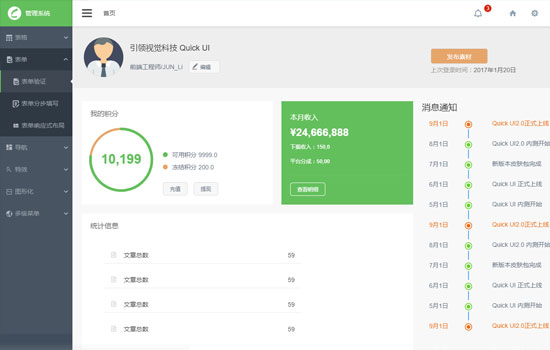 管理系统
首页
3
表格
表单
表单验证
表单分步填写
表单响应式布局
导航
特效
图形化
多级菜单
引领视觉科技 Quick UI
前端工程师/JUN_LI
编辑
发布素材
上次登录时间：2017年1月20日
我的积分
10,199
可用积分 9999.0
冻结积分 200.0
充值
提现
本月收入
¥24,666,888
下载收入：150.0
平台分成：50.00
查看明细
统计信息
文章总数 59
文章总数 59
文章总数 59
文章总数 59
消息通知
9月1日 Quick UI2.0正式上线
8月1日 Quick UI2.0 内测开始
7月1日 新版本皮肤包完成
6月1日 Quick UI 正式上线
5月1日 Quick UI 内测开始
9月1日 Quick UI2.0正式上线
8月1日 Quick UI2.0 内测开始
7月1日 新版本皮肤包完成
6月1日 Quick UI 正式上线
5月1日 Quick UI 内测开始
9月1日 Quick UI2.0正式上线